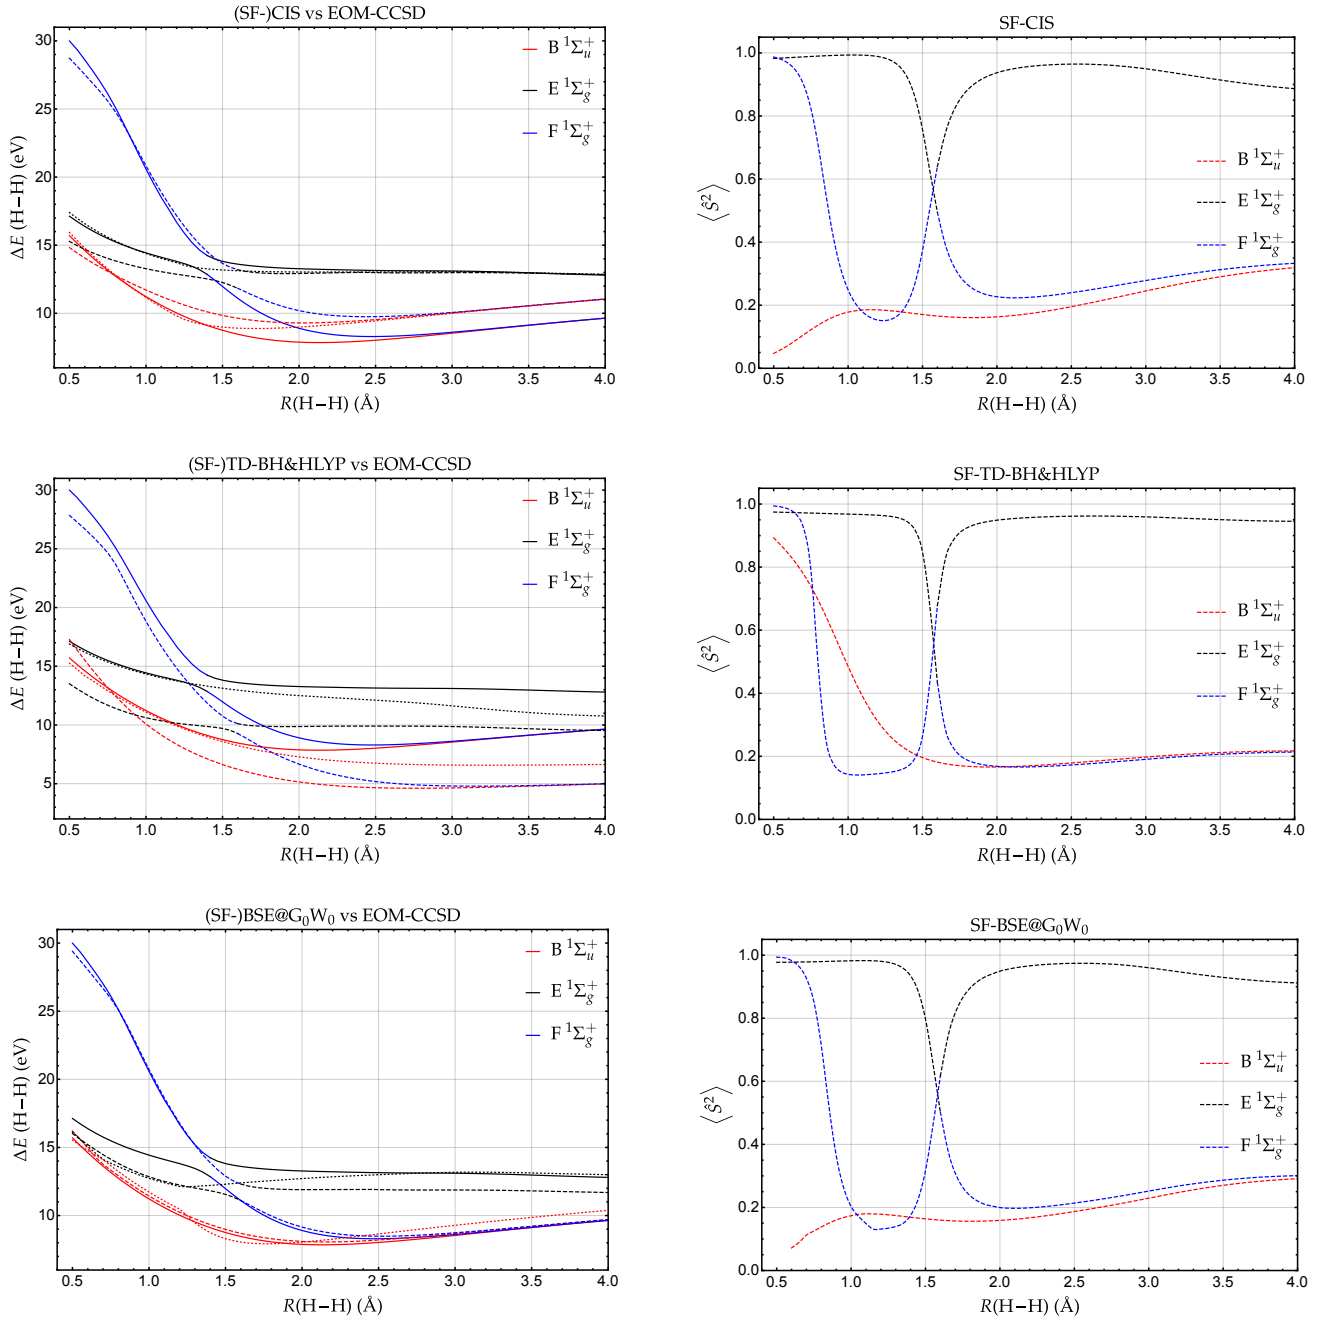 (SF-)CIS vs EOM-CCSD
30
25
20
15
10
0.5 1.0 1.5 2.0 2.5 3.0 3.5 4.0
ΔE (H−H) (eV)
R(H−H) (Å)
B ¹Σᵤ⁺
E ¹Σg⁺
F ¹Σg⁺
SF-CIS
1.0
0.8
0.6
0.4
0.2
0.0
0.5 1.0 1.5 2.0 2.5 3.0 3.5 4.0
⟨Ŝ²⟩
R(H−H) (Å)
B ¹Σᵤ⁺
E ¹Σg⁺
F ¹Σg⁺
(SF-)TD-BH&HLYP vs EOM-CCSD
30
25
20
15
10
5
0.5 1.0 1.5 2.0 2.5 3.0 3.5 4.0
ΔE (H−H) (eV)
R(H−H) (Å)
B ¹Σᵤ⁺
E ¹Σg⁺
F ¹Σg⁺
SF-TD-BH&HLYP
1.0
0.8
0.6
0.4
0.2
0.0
0.5 1.0 1.5 2.0 2.5 3.0 3.5 4.0
⟨Ŝ²⟩
R(H−H) (Å)
B ¹Σᵤ⁺
E ¹Σg⁺
F ¹Σg⁺
(SF-)BSE@G₀W₀ vs EOM-CCSD
30
25
20
15
10
0.5 1.0 1.5 2.0 2.5 3.0 3.5 4.0
ΔE (H−H) (eV)
R(H−H) (Å)
B ¹Σᵤ⁺
E ¹Σg⁺
F ¹Σg⁺
SF-BSE@G₀W₀
1.0
0.8
0.6
0.4
0.2
0.0
0.5 1.0 1.5 2.0 2.5 3.0 3.5 4.0
⟨Ŝ²⟩
R(H−H) (Å)
B ¹Σᵤ⁺
E ¹Σg⁺
F ¹Σg⁺